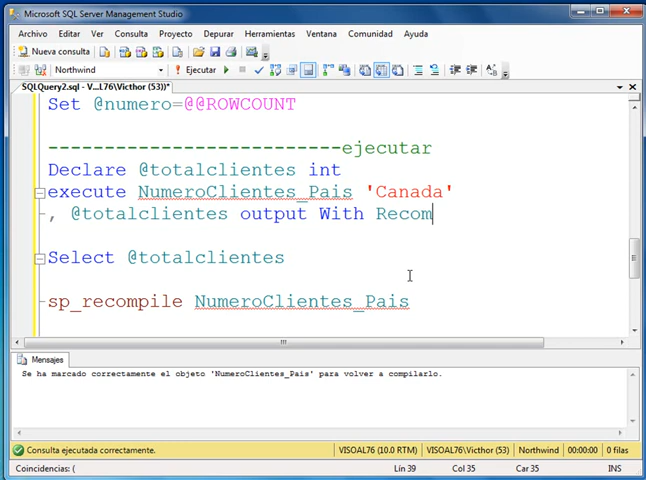 Microsoft SQL Server Management Studio
Archivo Editar Ver Consulta Proyecto Depurar Herramientas Ventana Comunidad Ayuda
Nueva consulta
Northwind Ejecutar
SQLQuery2.sql - V...L76\Victhor (53))*
Set @numero=@@ROWCOUNT
---------------------------ejecutar
Declare @totalclientes int
execute NumeroClientes_Pais 'Canada'
, @totalclientes output With Recom
Select @totalclientes
sp_recompile NumeroClientes_Pais
Mensajes
Se ha marcado correctamente el objeto 'NumeroClientes_Pais' para volver a compilarlo.
Consulta ejecutada correctamente. VISOAL76 (10.0 RTM) VISOAL76\Victhor (53) Northwind 00:00:00 0 filas
Coincidencias: ( Lín 39 Col 35 Car 35 INS